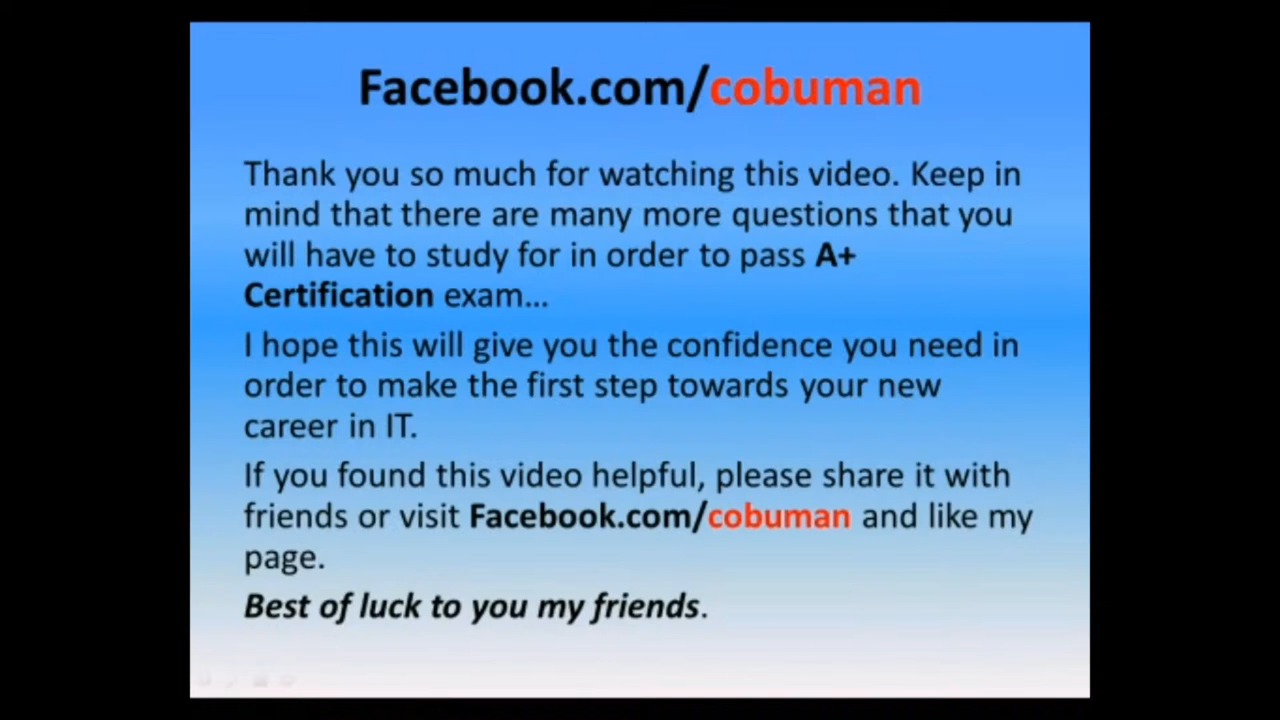 Facebook.com/cobuman
Thank you so much for watching this video. Keep in
mind that there are many more questions that you
will have to study for in order to pass A+
Certification exam...
I hope this will give you the confidence you need in
order to make the first step towards your new
career in IT.
If you found this video helpful, please share it with
friends or visit Facebook.com/cobuman and like my
page.
Best of luck to you my friends.